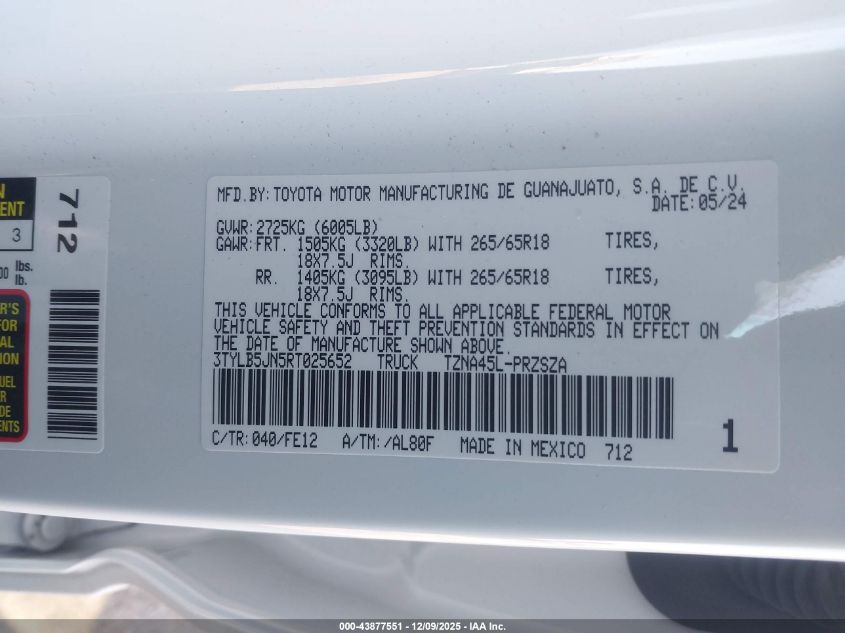 MFD.BY: TOYOTA MOTOR MANUFACTURING DE GUANAJUATO, S.A. DE C.V.
DATE: 05/24
GVWR: 2725KG (6005LB)
GAWR: FRT. 1505KG (3320LB) WITH 265/65R18 TIRES,
18X7.5J RIMS.
RR. 1405KG (3095LB) WITH 265/65R18 TIRES,
18X7.5J RIMS.
THIS VEHICLE CONFORMS TO ALL APPLICABLE FEDERAL MOTOR
VEHICLE SAFETY AND THEFT PREVENTION STANDARDS IN EFFECT ON
THE DATE OF MANUFACTURE SHOWN ABOVE.
3TYLB5JN5RT025652 TRUCK TZNA45L-PRZSZA
C/TR: 040/FE12 A/TM: /AL80F MADE IN MEXICO 712
1
712
3
lbs.
lb.
000-43877551 - 12/09/2025 - IAA Inc.